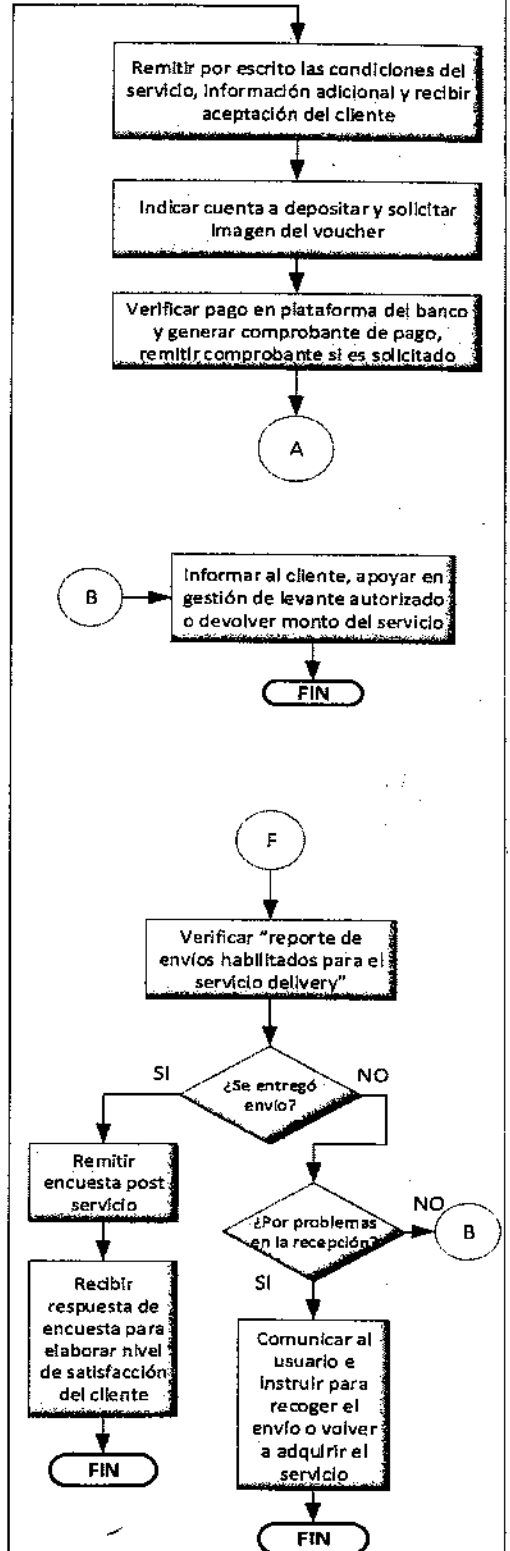 Remitir por escrito las condiciones del
servicio, información adicional y recibir
aceptación del cliente
Indicar cuenta a depositar y solicitar
imagen del voucher
Verificar pago en plataforma del banco
y generar comprobante de pago,
remitir comprobante si es solicitado
A
B
Informar al cliente, apoyar en
gestión de levante autorizado
o devolver monto del servicio
FIN
F
Verificar “reporte de
envíos habilitados para el
servicio delivery”
SI
¿Se entregó
envío?
NO
Remitir
encuesta post
servicio
¿Por problemas
en la recepción?
NO
B
SI
Recibir
respuesta de
encuesta para
elaborar nivel
de satisfacción
del cliente
Comunicar al
usuario e
instruir para
recoger el
envío o volver
a adquirir el
servicio
FIN
FIN